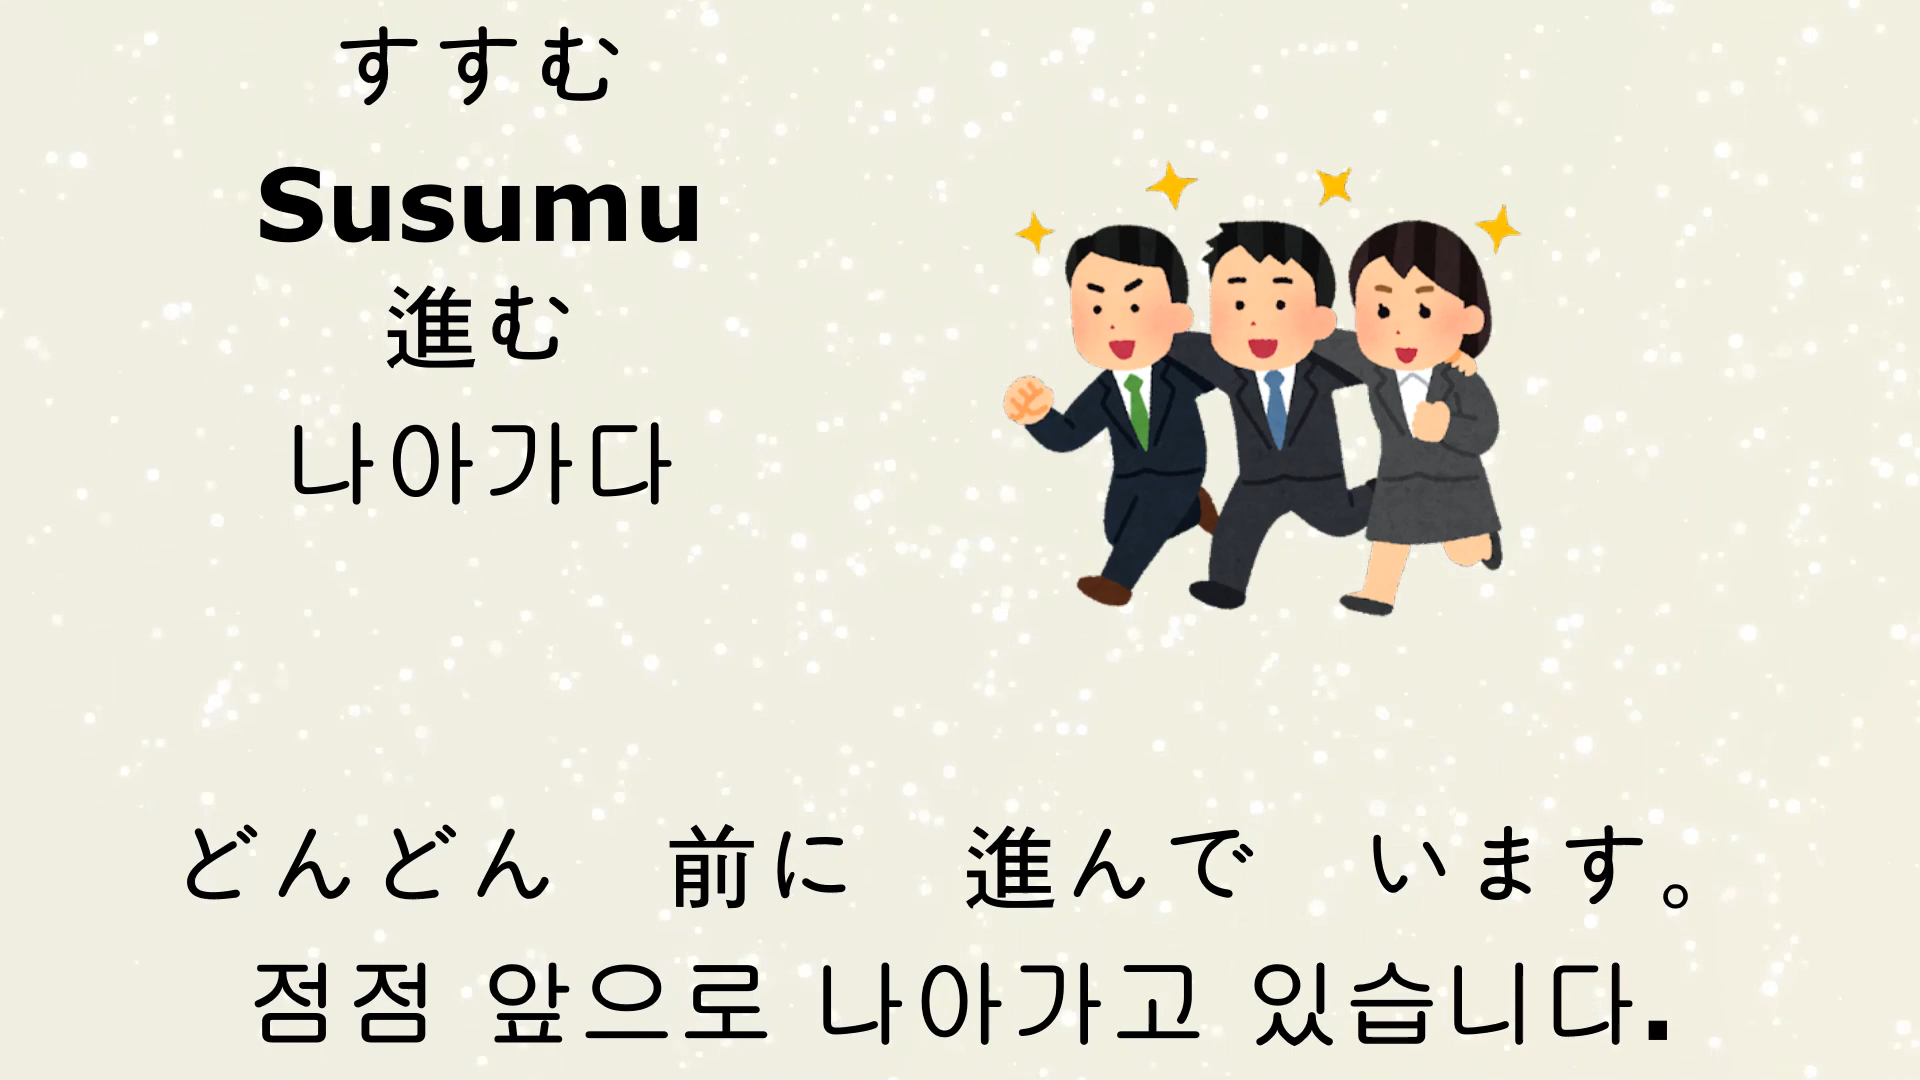 すすむ
Susumu
進む
나아가다
どんどん　前に　進んで　います。
점점 앞으로 나아가고 있습니다.